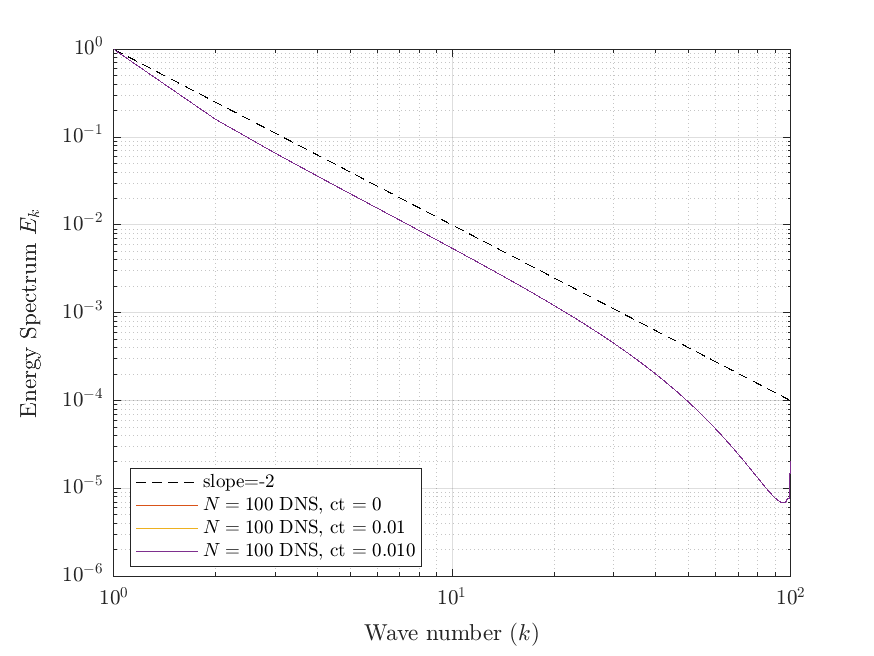 10^0
10^-1
10^-2
10^-3
10^-4
10^-5
10^-6
Energy Spectrum E_k
slope=-2
N = 100 DNS, ct = 0
N = 100 DNS, ct = 0.01
N = 100 DNS, ct = 0.010
10^0
10^1
10^2
Wave number (k)